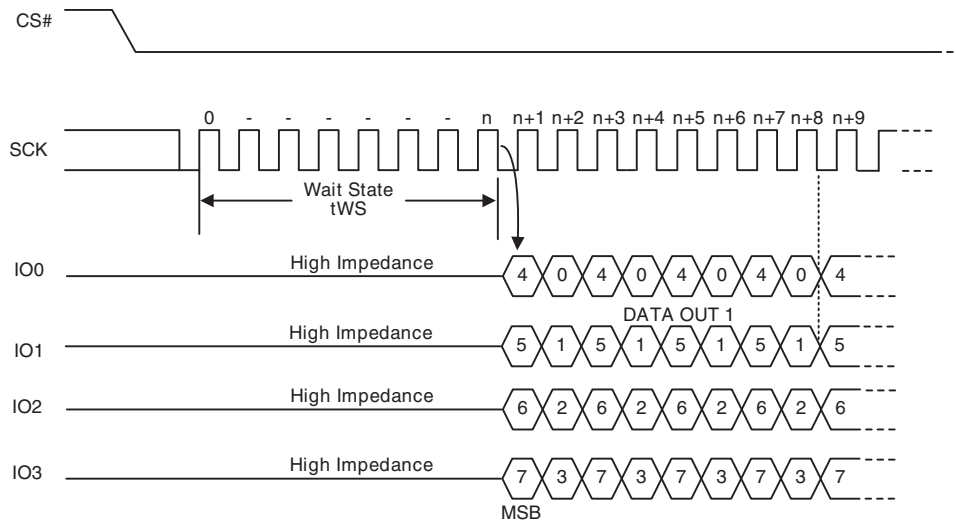 CS#
0 - - - - - - n n+1 n+2 n+3 n+4 n+5 n+6 n+7 n+8 n+9
SCK
Wait State
tWS
IO0 High Impedance 4 0 4 0 4 0 4 0 4
DATA OUT 1
IO1 High Impedance 5 1 5 1 5 1 5 1 5
IO2 High Impedance 6 2 6 2 6 2 6 2 6
IO3 High Impedance 7 3 7 3 7 3 7 3 7
MSB